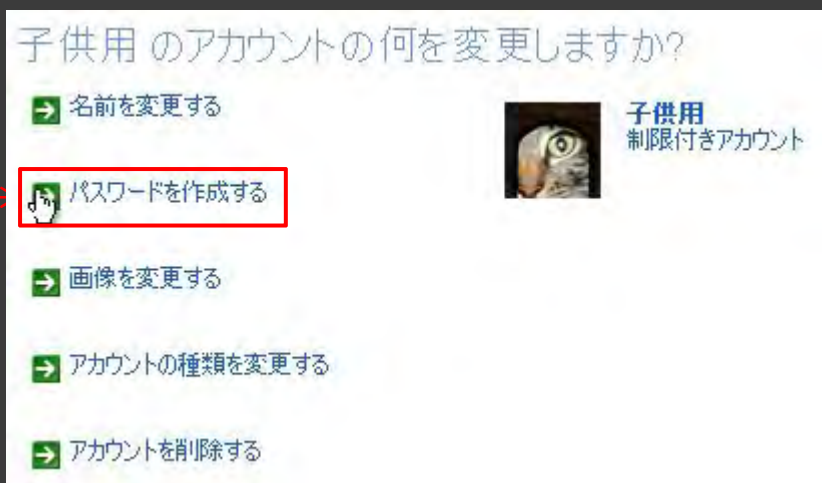 子供用 のアカウントの何を変更しますか?
名前を変更する
子供用
制限付きアカウント
パスワードを作成する
画像を変更する
アカウントの種類を変更する
アカウントを削除する